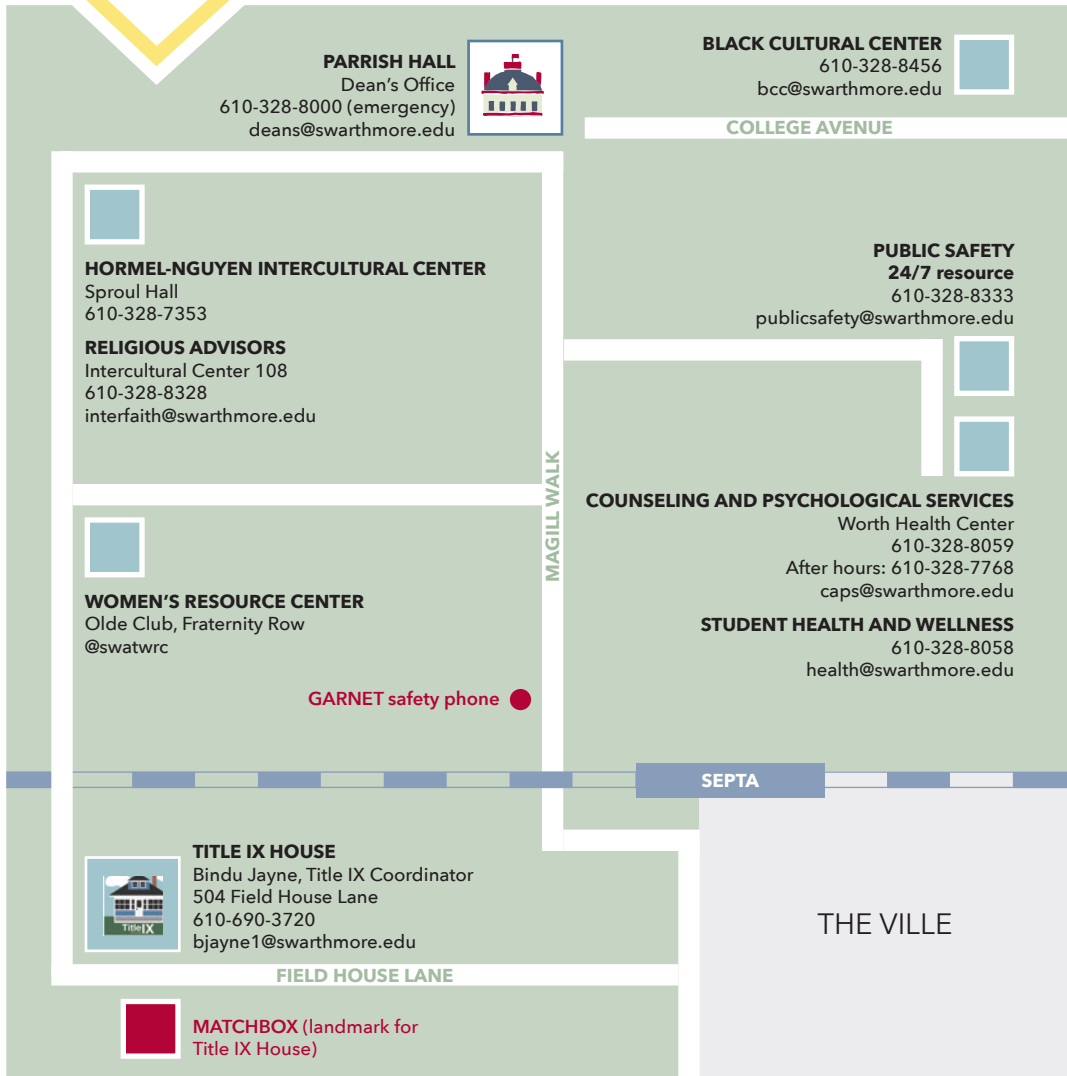 PARRISH HALL
Dean’s Office
610-328-8000 (emergency)
deans@swarthmore.edu
BLACK CULTURAL CENTER
610-328-8456
bcc@swarthmore.edu
COLLEGE AVENUE
HORMEL-NGUYEN INTERCULTURAL CENTER
Sproul Hall
610-328-7353
RELIGIOUS ADVISORS
Intercultural Center 108
610-328-8328
interfaith@swarthmore.edu
PUBLIC SAFETY
24/7 resource
610-328-8333
publicsafety@swarthmore.edu
MAGILL WALK
COUNSELING AND PSYCHOLOGICAL SERVICES
Worth Health Center
610-328-8059
After hours: 610-328-7768
caps@swarthmore.edu
STUDENT HEALTH AND WELLNESS
610-328-8058
health@swarthmore.edu
WOMEN’S RESOURCE CENTER
Olde Club, Fraternity Row
@swatwrc
GARNET safety phone
SEPTA
TITLE IX HOUSE
Bindu Jayne, Title IX Coordinator
504 Field House Lane
610-690-3720
bjayne1@swarthmore.edu
Title IX
THE VILLE
FIELD HOUSE LANE
MATCHBOX (landmark for
Title IX House)